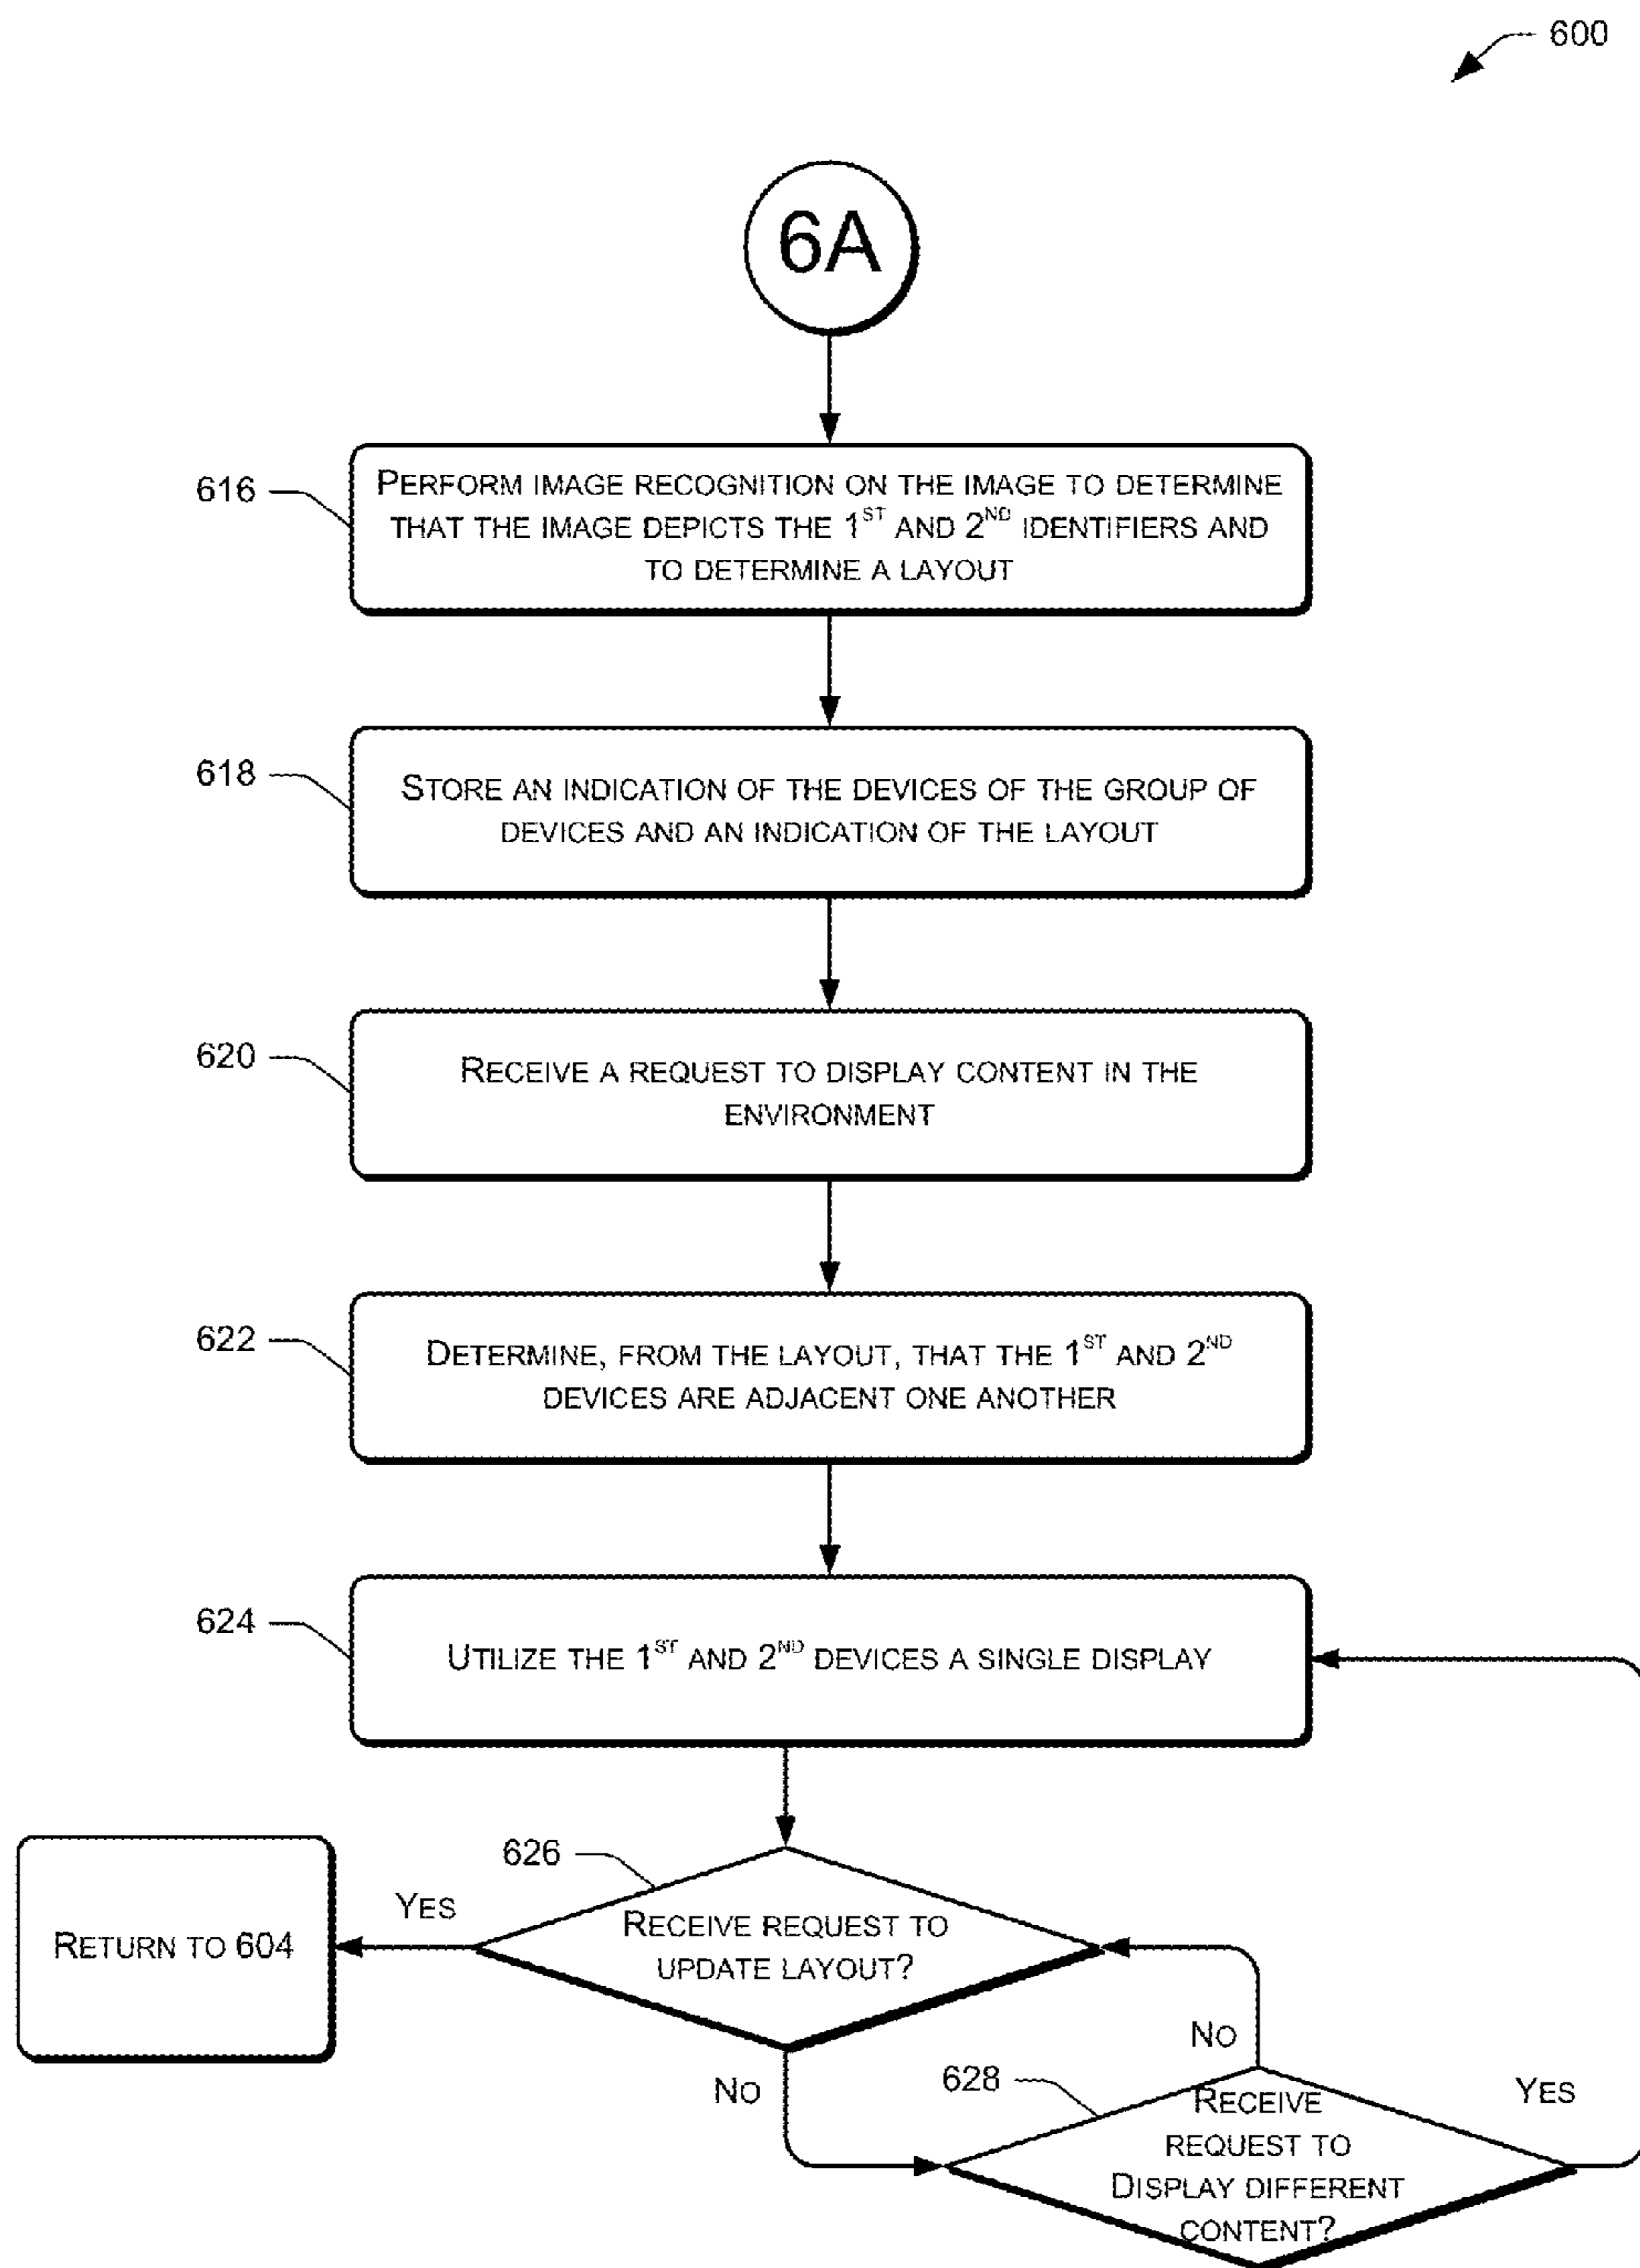 600
6A
616
PERFORM IMAGE RECOGNITION ON THE IMAGE TO DETERMINE
THAT THE IMAGE DEPICTS THE 1ST AND 2ND IDENTIFIERS AND
TO DETERMINE A LAYOUT
618
STORE AN INDICATION OF THE DEVICES OF THE GROUP OF
DEVICES AND AN INDICATION OF THE LAYOUT
620
RECEIVE A REQUEST TO DISPLAY CONTENT IN THE
ENVIRONMENT
622
DETERMINE, FROM THE LAYOUT, THAT THE 1ST AND 2ND
DEVICES ARE ADJACENT ONE ANOTHER
624
UTILIZE THE 1ST AND 2ND DEVICES A SINGLE DISPLAY
626
RECEIVE REQUEST TO
UPDATE LAYOUT?
YES
RETURN TO 604
NO
628
RECEIVE
REQUEST TO
DISPLAY DIFFERENT
CONTENT?
NO
YES